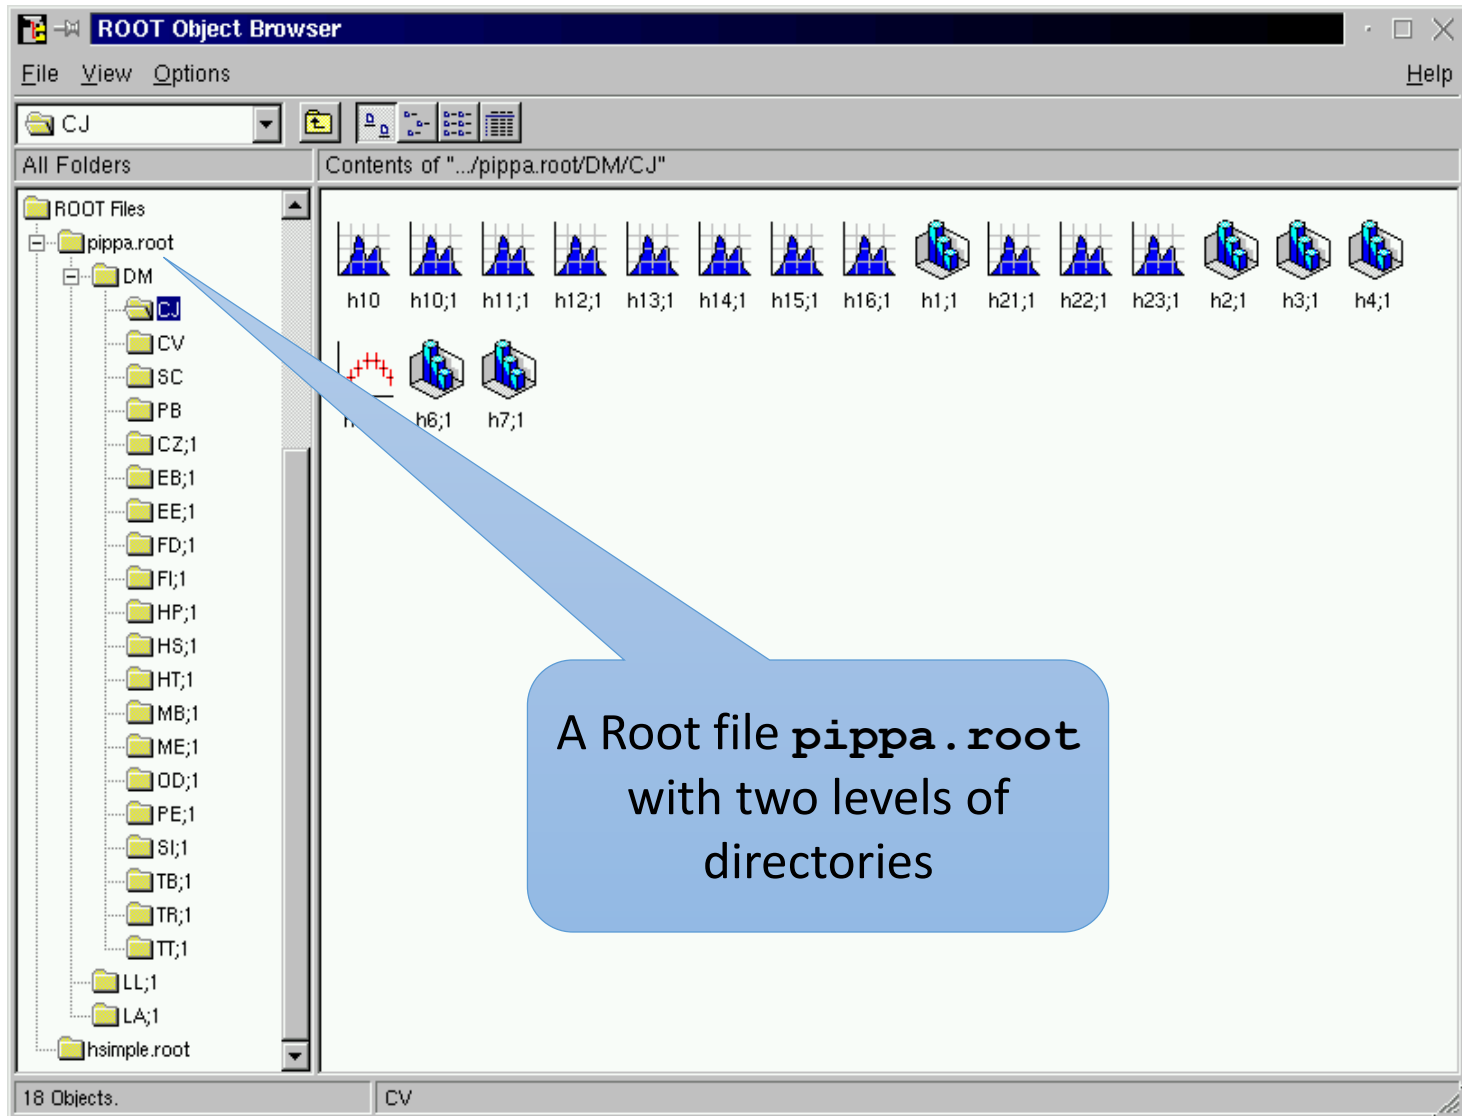 ROOT Object Browser
File View Options Help
CJ
All Folders
Contents of ".../pippa.root/DM/CJ"
ROOT Files
pippa.root
DM
CJ
CV
SC
PB
CZ;1
EB;1
EE;1
FD;1
FI;1
HP;1
HS;1
HT;1
MB;1
ME;1
OD;1
PE;1
SI;1
TB;1
TR;1
TT;1
LL;1
LA;1
hsimple.root
h10 h10;1 h11;1 h12;1 h13;1 h14;1 h15;1 h16;1 h1;1 h21;1 h22;1 h23;1 h2;1 h3;1 h4;1
h6;1 h7;1
A Root file pippa.root
with two levels of
directories
18 Objects.
CV